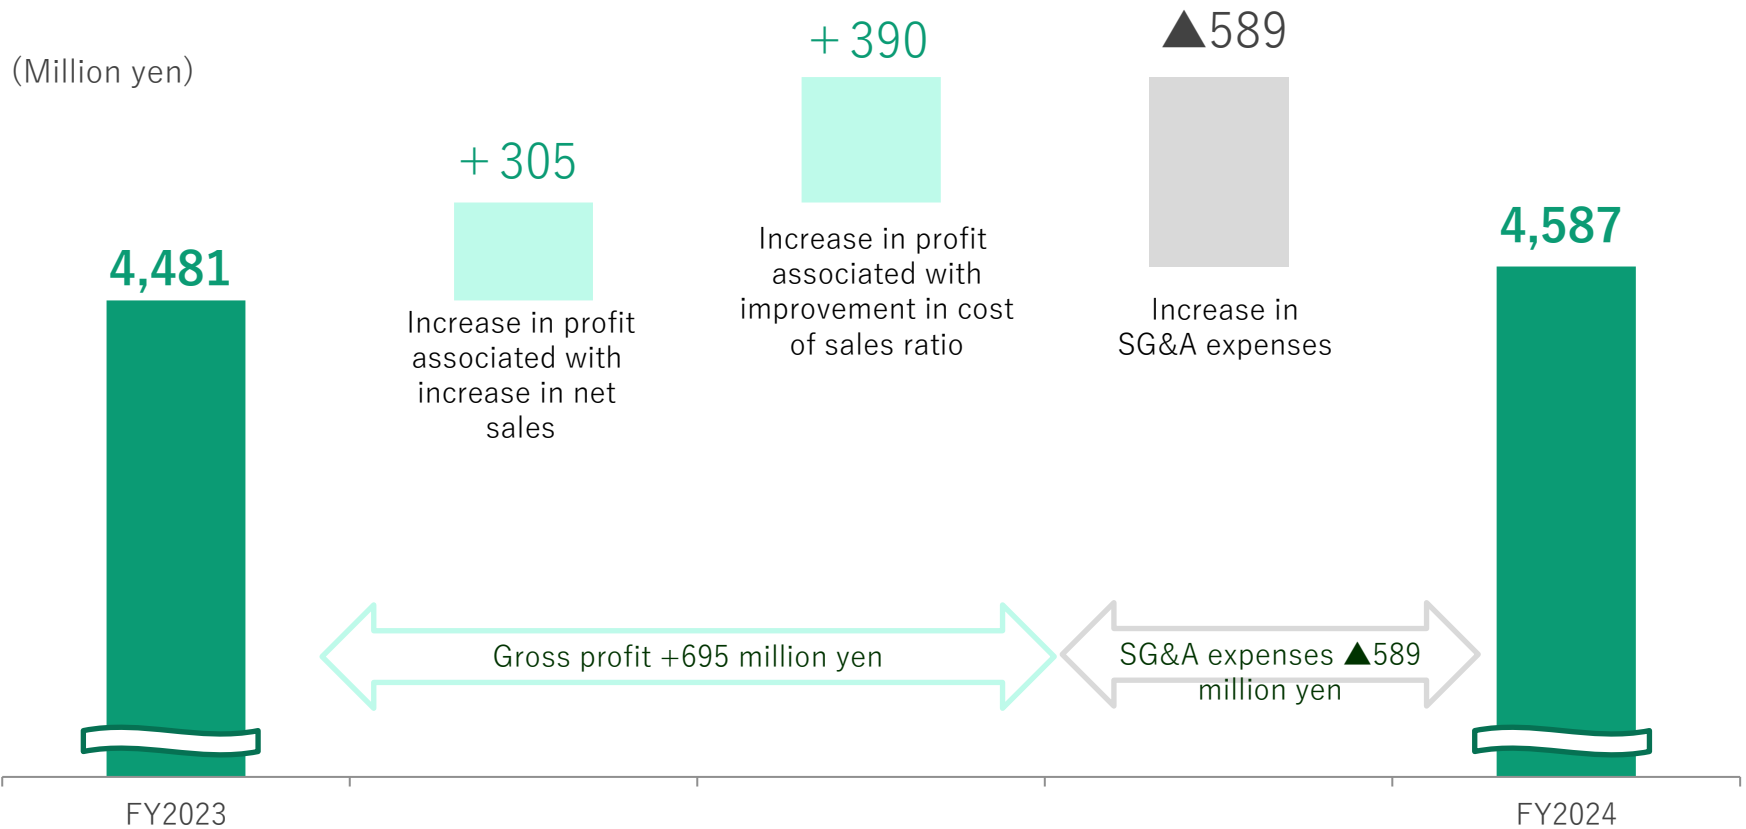 (Million yen)
+305
+390
▲589
4,481
4,587
Increase in profit
associated with
increase in net
sales
Increase in profit
associated with
improvement in cost
of sales ratio
Increase in
SG&A expenses
Gross profit +695 million yen
SG&A expenses ▲589
million yen
FY2023
FY2024